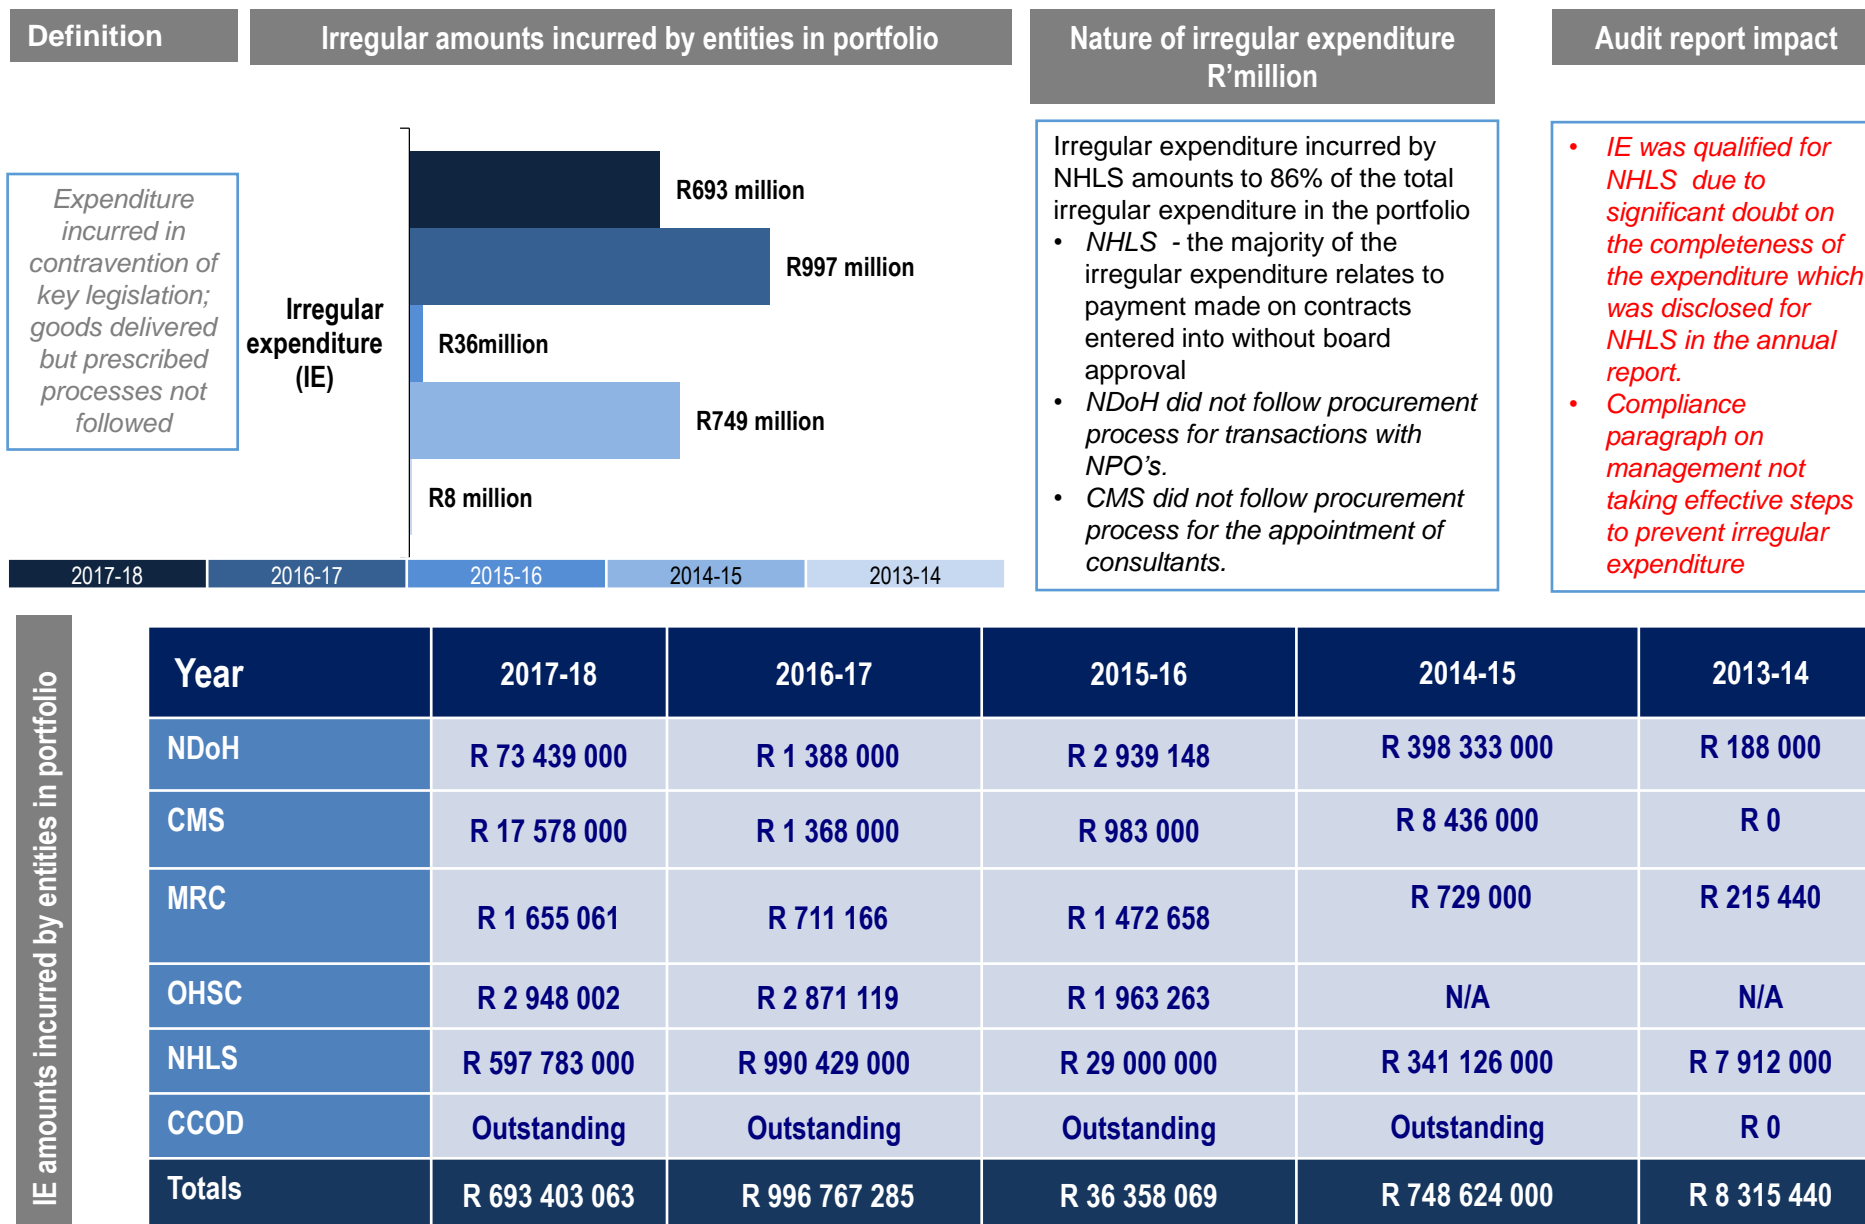 Definition
Irregular amounts incurred by entities in portfolio
Nature of irregular expenditure
R’million
Audit report impact
Expenditure
incurred in
contravention of
key legislation;
goods delivered
but prescribed
processes not
followed
Irregular
expenditure
(IE)
R693 million
R997 million
R36million
R749 million
R8 million
2017-18 2016-17 2015-16 2014-15 2013-14
Irregular expenditure incurred by
NHLS amounts to 86% of the total
irregular expenditure in the portfolio
• NHLS - the majority of the
irregular expenditure relates to
payment made on contracts
entered into without board
approval
• NDoH did not follow procurement
process for transactions with
NPO’s.
• CMS did not follow procurement
process for the appointment of
consultants.
• IE was qualified for
NHLS due to
significant doubt on
the completeness of
the expenditure which
was disclosed for
NHLS in the annual
report.
• Compliance
paragraph on
management not
taking effective steps
to prevent irregular
expenditure
IE amounts incurred by entities in portfolio
Year 2017-18 2016-17 2015-16 2014-15 2013-14
NDoH R 73 439 000 R 1 388 000 R 2 939 148 R 398 333 000 R 188 000
CMS R 17 578 000 R 1 368 000 R 983 000 R 8 436 000 R 0
MRC R 1 655 061 R 711 166 R 1 472 658 R 729 000 R 215 440
OHSC R 2 948 002 R 2 871 119 R 1 963 263 N/A N/A
NHLS R 597 783 000 R 990 429 000 R 29 000 000 R 341 126 000 R 7 912 000
CCOD Outstanding Outstanding Outstanding Outstanding R 0
Totals R 693 403 063 R 996 767 285 R 36 358 069 R 748 624 000 R 8 315 440